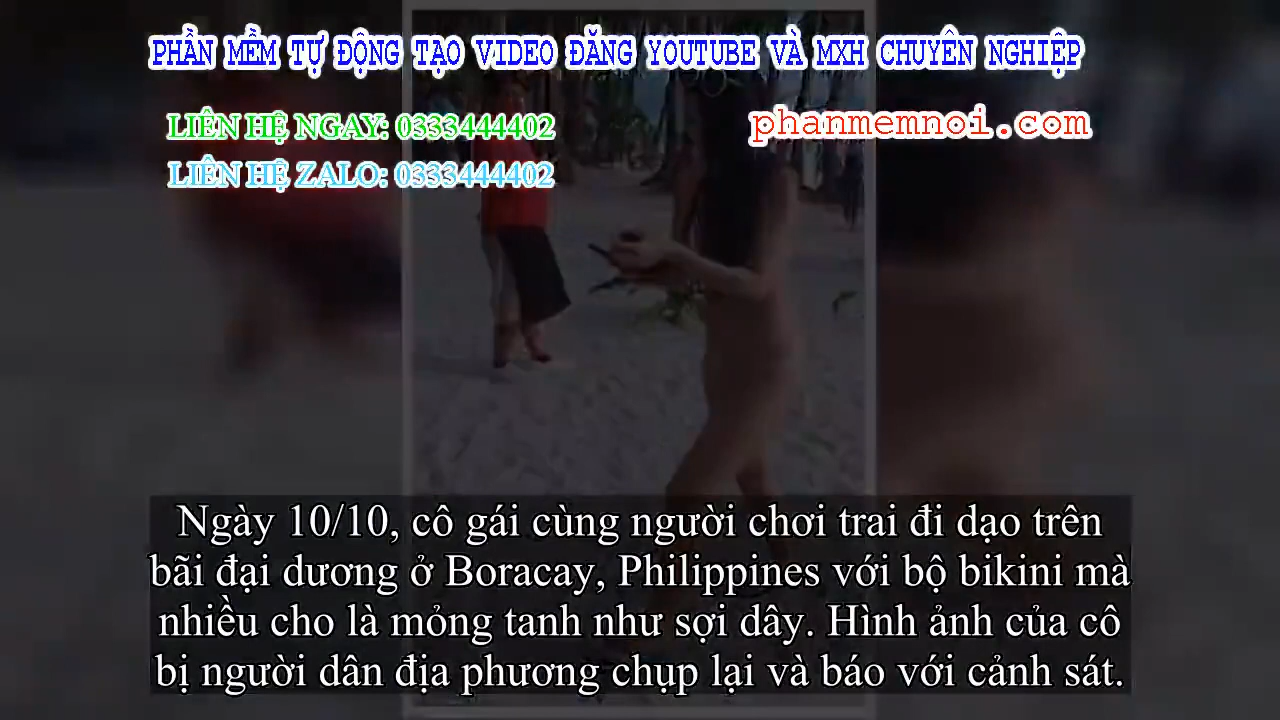 PHẦN MỀM TỰ ĐỘNG TẠO VIDEO ĐĂNG YOUTUBE VÀ MXH CHUYÊN NGHIỆP
LIÊN HỆ NGAY: 0333444402
phanmemnoi.com
LIÊN HỆ ZALO: 0333444402
Ngày 10/10, cô gái cùng người chơi trai đi dạo trên
bãi đại dương ở Boracay, Philippines với bộ bikini mà
nhiều cho là mỏng tanh như sợi dây. Hình ảnh của cô
bị người dân địa phương chụp lại và báo với cảnh sát.